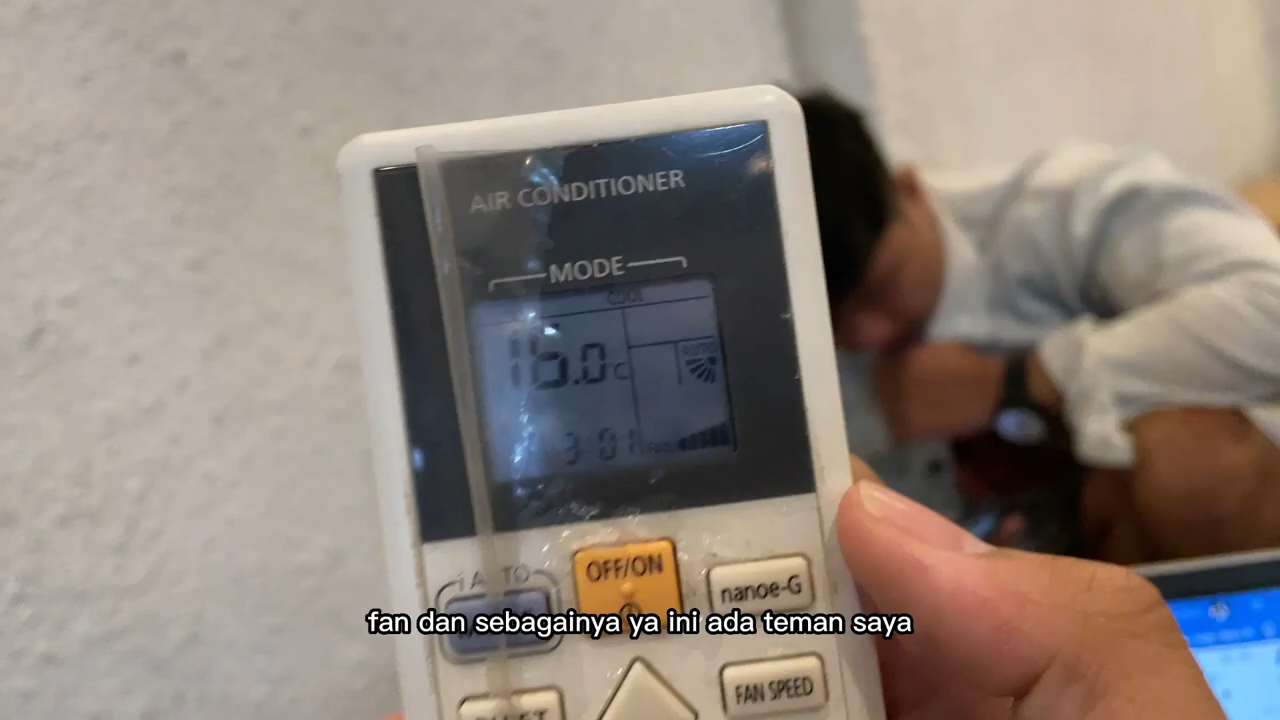 AIR CONDITIONER
MODE
COOL
16.0°C
AUTO
FAN
OFF/ON
nanoe-G
fan dan sebagainya ya ini ada teman saya
FAN SPEED